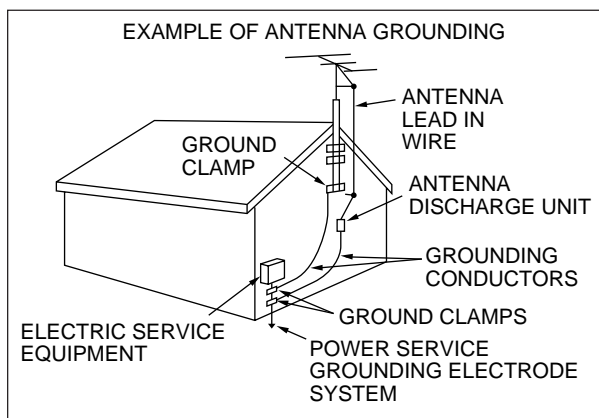 EXAMPLE OF ANTENNA GROUNDING
ANTENNA
LEAD IN
WIRE
GROUND
CLAMP
ANTENNA
DISCHARGE UNIT
GROUNDING
CONDUCTORS
GROUND CLAMPS
ELECTRIC SERVICE
EQUIPMENT
POWER SERVICE
GROUNDING ELECTRODE
SYSTEM